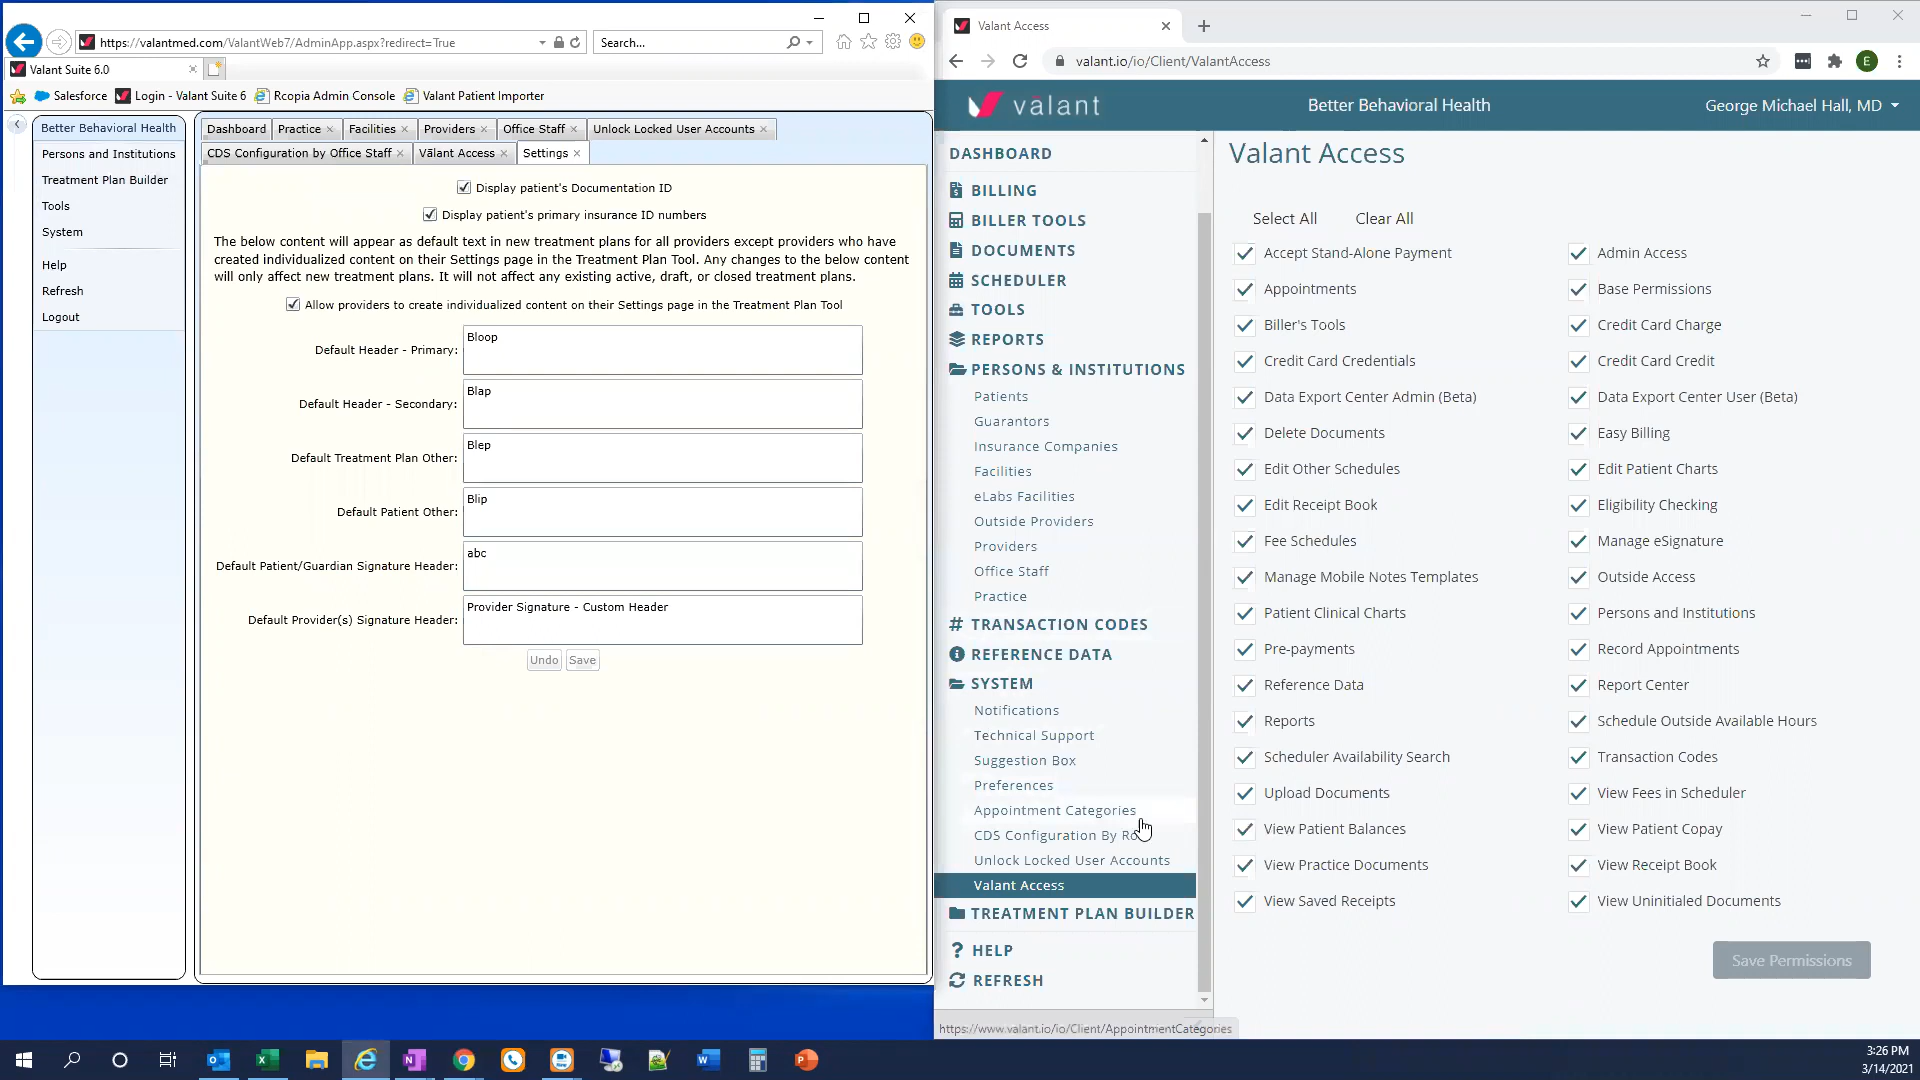 https://valantmed.com/ValantWeb7/AdminApp.aspx?redirect=True
Search...
Valant Suite 6.0
Salesforce
Login - Valant Suite 6
Rcopia Admin Console
Valant Patient Importer
Better Behavioral Health
Persons and Institutions
Treatment Plan Builder
Tools
System
Help
Refresh
Logout
Dashboard
Practice
Facilities
Providers
Office Staff
Unlock Locked User Accounts
CDS Configuration by Office Staff
Vālant Access
Settings
Display patient's Documentation ID
Display patient's primary insurance ID numbers
The below content will appear as default text in new treatment plans for all providers except providers who have
created individualized content on their Settings page in the Treatment Plan Tool. Any changes to the below content
will only affect new treatment plans. It will not affect any existing active, draft, or closed treatment plans.
Allow providers to create individualized content on their Settings page in the Treatment Plan Tool
Default Header - Primary:
Bloop
Default Header - Secondary:
Blap
Default Treatment Plan Other:
Blep
Default Patient Other:
Blip
Default Patient/Guardian Signature Header:
abc
Default Provider(s) Signature Header:
Provider Signature - Custom Header
Undo
Save
Valant Access
valant.io/io/Client/ValantAccess
E
vālant
Better Behavioral Health
George Michael Hall, MD
DASHBOARD
BILLING
BILLER TOOLS
DOCUMENTS
SCHEDULER
TOOLS
REPORTS
PERSONS & INSTITUTIONS
Patients
Guarantors
Insurance Companies
Facilities
eLabs Facilities
Outside Providers
Providers
Office Staff
Practice
TRANSACTION CODES
REFERENCE DATA
SYSTEM
Notifications
Technical Support
Suggestion Box
Preferences
Appointment Categories
CDS Configuration By Ro
Unlock Locked User Accounts
Valant Access
TREATMENT PLAN BUILDER
HELP
REFRESH
https://www.valant.io/io/Client/AppointmentCategories
Valant Access
Select All
Clear All
Accept Stand-Alone Payment
Admin Access
Appointments
Base Permissions
Biller's Tools
Credit Card Charge
Credit Card Credentials
Credit Card Credit
Data Export Center Admin (Beta)
Data Export Center User (Beta)
Delete Documents
Easy Billing
Edit Other Schedules
Edit Patient Charts
Edit Receipt Book
Eligibility Checking
Fee Schedules
Manage eSignature
Manage Mobile Notes Templates
Outside Access
Patient Clinical Charts
Persons and Institutions
Pre-payments
Record Appointments
Reference Data
Report Center
Reports
Schedule Outside Available Hours
Scheduler Availability Search
Transaction Codes
Upload Documents
View Fees in Scheduler
View Patient Balances
View Patient Copay
View Practice Documents
View Receipt Book
View Saved Receipts
View Uninitialed Documents
Save Permissions
3:26 PM
3/14/2021